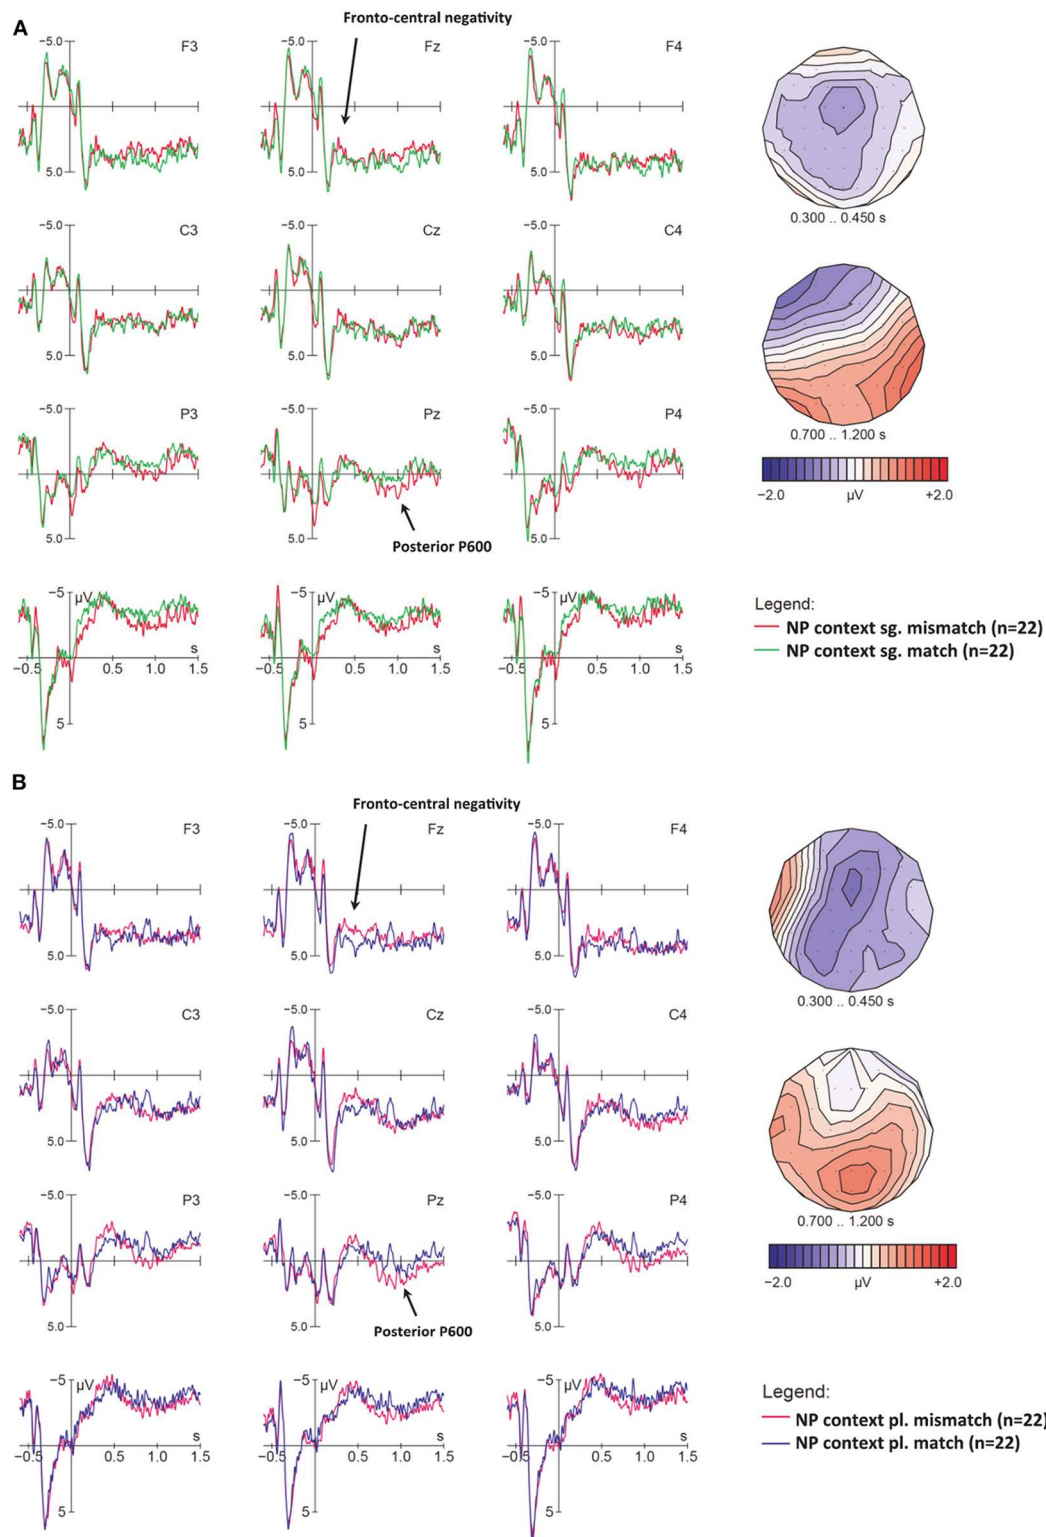 A
Fronto-central negativity
-5.0
F3
-5.0
Fz
-5.0
F4
5.0
5.0
5.0
0.300 .. 0.450 s
-5.0
C3
-5.0
Cz
-5.0
C4
5.0
5.0
5.0
0.700 .. 1.200 s
-5.0
P3
-5.0
Pz
-5.0
P4
−2.0
µV
+2.0
5.0
5.0
5.0
Posterior P600
-5
µV
-5
µV
-5
µV
Legend:
NP context sg. mismatch (n=22)
NP context sg. match (n=22)
s
s
s
−0.5
0.5
1.0
1.5
−0.5
0.5
1.0
1.5
−0.5
0.5
1.0
1.5
5
5
5
B
Fronto-central negativity
−5.0
F3
−5.0
Fz
−5.0
F4
5.0
5.0
5.0
0.300 .. 0.450 s
−5.0
C3
−5.0
Cz
−5.0
C4
5.0
5.0
5.0
−5.0
P3
−5.0
Pz
−5.0
P4
0.700 .. 1.200 s
−2.0
µV
+2.0
5.0
5.0
5.0
Posterior P600
-5
µV
-5
µV
-5
µV
Legend:
NP context pl. mismatch (n=22)
NP context pl. match (n=22)
s
s
s
−0.5
0.5
1.0
1.5
−0.5
0.5
1.0
1.5
−0.5
0.5
1.0
1.5
5
5
5